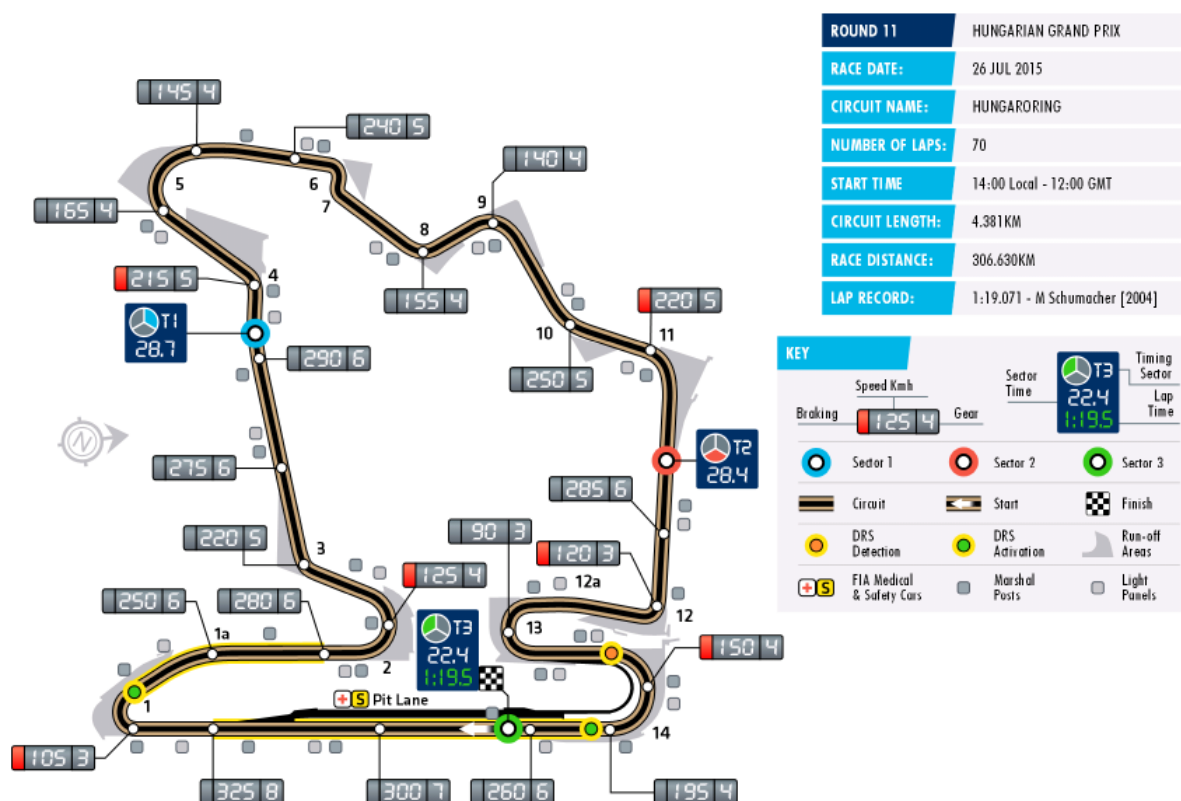 ROUND 11 HUNGARIAN GRAND PRIX
RACE DATE: 26 JUL 2015
CIRCUIT NAME: HUNGARORING
NUMBER OF LAPS: 70
START TIME 14:00 Local - 12:00 GMT
CIRCUIT LENGTH: 4.381KM
RACE DISTANCE: 306.630KM
LAP RECORD: 1:19.071 - M Schumacher [2004]
145 4
240 5
140 4
5
6
7
8
9
165 4
4
215 5
155 4
220 5
T1
28.7
10
11
290 6
250 5
N
T2
28.4
275 6
285 6
90 3
220 5
3
120 3
12a
125 4
250 6
280 6
1a
12
13
T3
22.4
1:19.5
2
150 4
S Pit Lane
1
14
105 3
325 8
300 7
260 6
195 4
KEY
Speed Kmh
Braking
125 4
Gear
Sector
Time
T3
22.4
1:19.5
Timing
Sector
Lap
Time
Sector 1
Sector 2
Sector 3
Circuit
Start
Finish
DRS
Detection
DRS
Activation
Run-off
Areas
S
FIA Medical
& Safety Cars
Marshal
Posts
Light
Panels